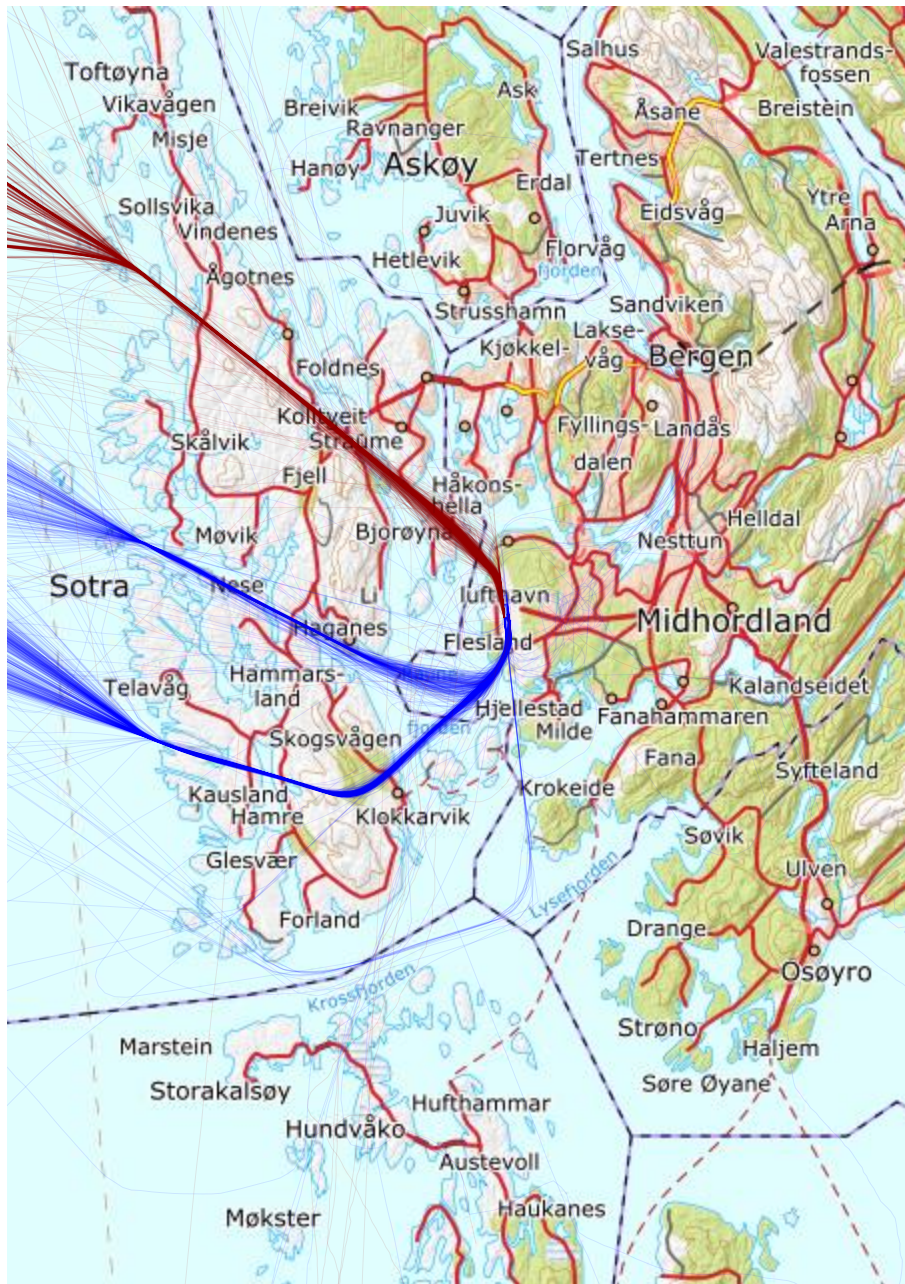 Salhus
Valestrands-
fossen
Toftøyna
Ask
Vikavågen
Breivik
Åsane
Breistein
Ravnanger
Misje
Hanøy
Askøy
Tertnes
Erdal
Ytre
Arna
Sollsvika
Juvik
Eidsvåg
Vindenes
Hetlevik
Florvåg
fjorden
Ågotnes
Strusshamn
Sandviken
Kjøkkel-
Lakse-
våg
Bergen
Foldnes
Kolltveit
Straume
Skålvik
Fyllings-
dalen
Landås
Fjell
Håkons-
hella
Helldal
Møvik
Bjorøyna
Nesttun
Sotra
Nese
Li
lufthavn
Flesland
Midhordland
Haganes
Telavåg
Hammars-
land
Raune-
fjorden
Hjellestad
Milde
Fanahammaren
Kalandseidet
Skogsvågen
Fana
Syfteland
Kausland
Hamre
Klokkarvik
Krokeide
Søvik
Glesvær
Ulven
Lysefjorden
Forland
Drange
Osøyro
Krossfjorden
Strøno
Marstein
Haljem
Storakalsøy
Søre Øyane
Hufthammar
Hundvåko
Austevoll
Møkster
Haukanes